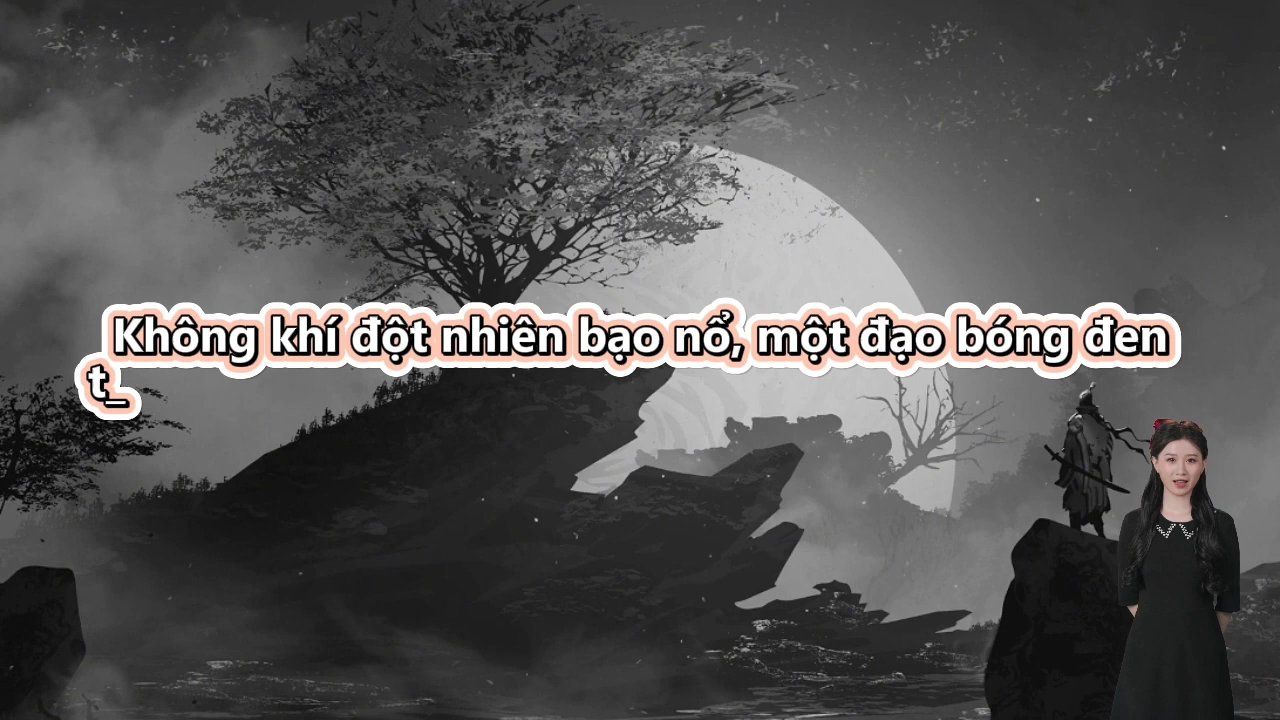 Không khí đột nhiên bạo nổ, một đạo bóng đen
t_